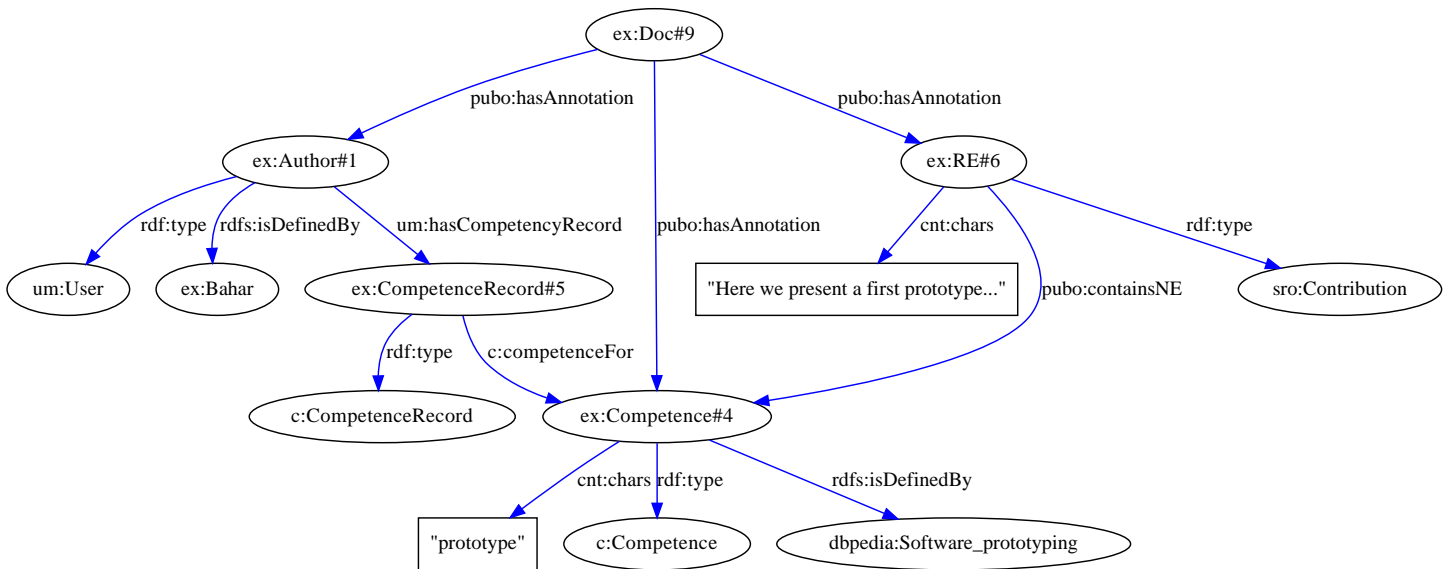 ex:Doc#9
pubo:hasAnnotation
pubo:hasAnnotation
ex:Author#1
ex:RE#6
rdf:type
rdfs:isDefinedBy
um:hasCompetencyRecord
pubo:hasAnnotation
cnt:chars
rdf:type
um:User
ex:Bahar
ex:CompetenceRecord#5
"Here we present a first prototype..."
pubo:containsNE
sro:Contribution
rdf:type
c:competenceFor
c:CompetenceRecord
ex:Competence#4
cnt:chars
rdf:type
rdfs:isDefinedBy
"prototype"
c:Competence
dbpedia:Software_prototyping